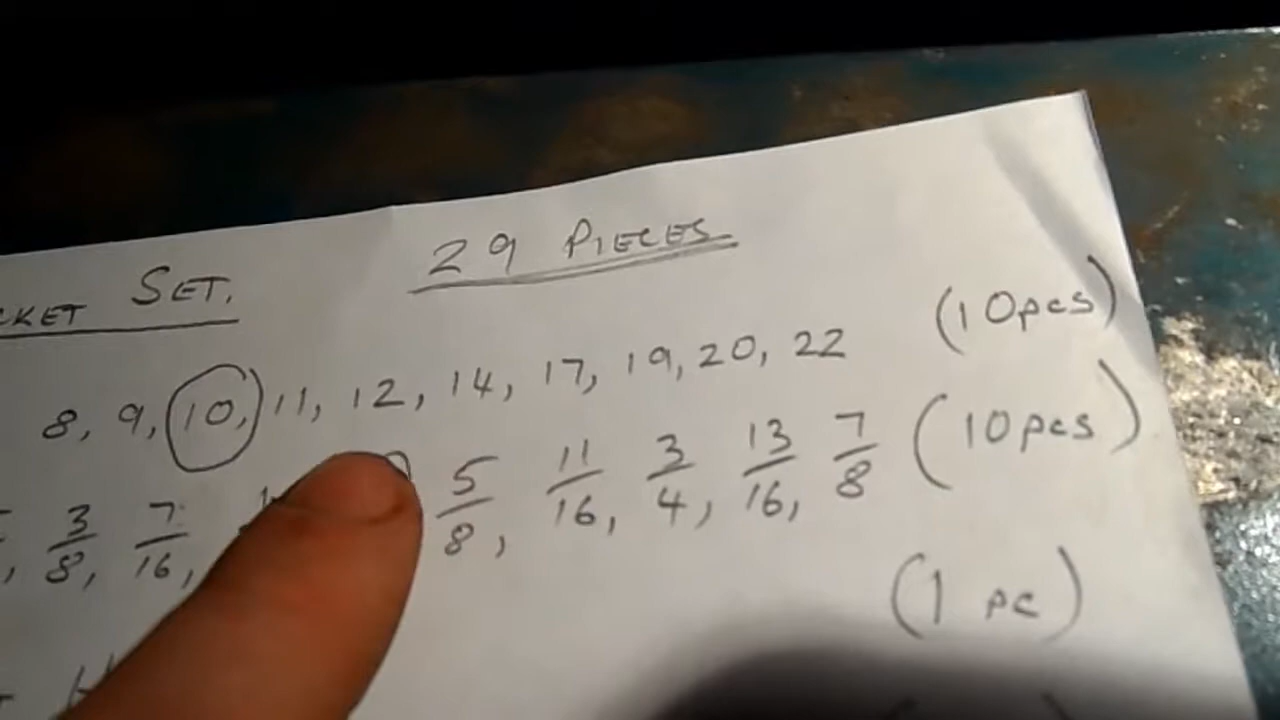 SET. 29 PIECES
8, 9, 10, 11, 12, 14, 17, 19, 20, 22 (10pcs)
3/8, 7/16, 5/8, 11/16, 3/4, 13/16, 7/8 (10pcs)
(1 pc)